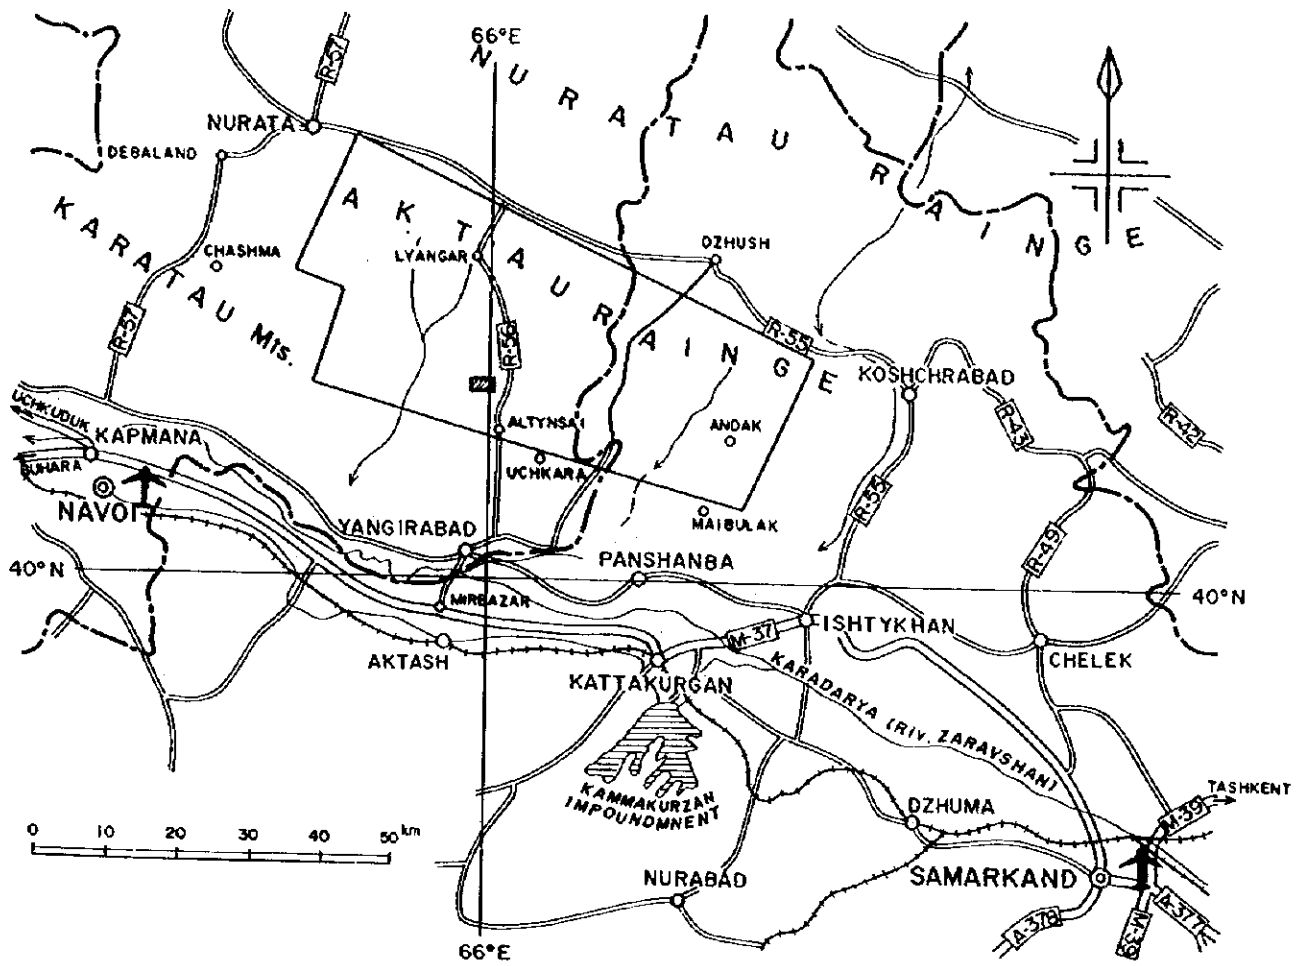 66°E
NURATAU RAINGE
R-57
NURATA
DEBALAND
AKTAU RAINGE
KARATAU Mts.
CHASHMA
LYANGAR
DZHUSH
R-57
R-56
R-55
KOSHCHRABAD
UCHKUDUK
KAPMANA
BUHARA
NAVOI
ALTYNSAI
UCHKARA
ANDAK
R-43
R-42
MAIBULAK
R-55
YANGIRABAD
PANSHANBA
R-49
40°N
40°N
MIRBAZAR
ISHTYKHAN
M-37
AKTASH
CHELEK
KATTAKURGAN
KARADARYA (Riv. ZARAVSHAN)
KAMMAKURZAN
IMPOUNDMNENT
TASHKENT
DZHUMA
M-39
0 10 20 30 40 50 km
NURABAD
SAMARKAND
A-378
M-39
A-377
66°E